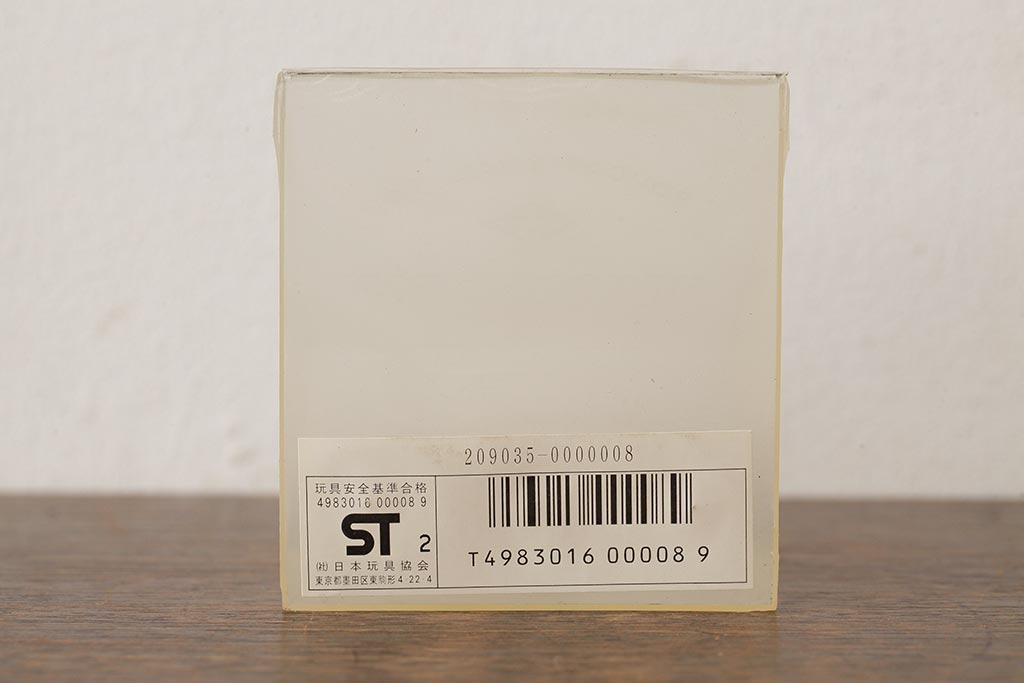 209035-0000008
玩具安全基準合格
4983016 00008 9
ST 2
(社)日本玩具協会
東京都墨田区東駒形4-22-4
T4983016 00008 9